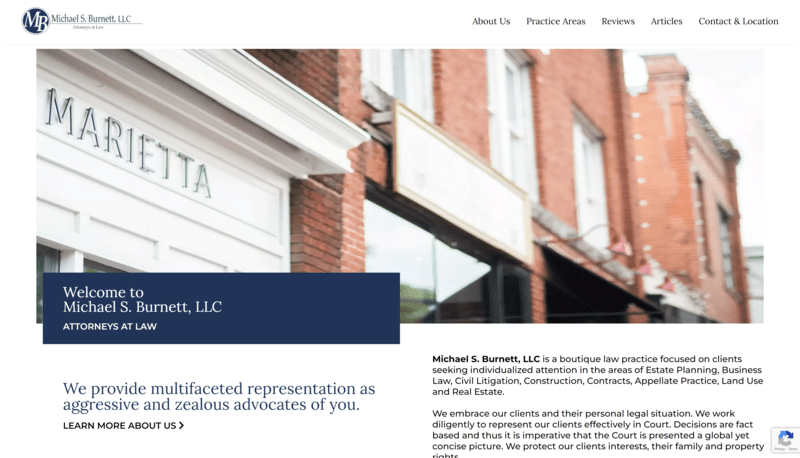 MB Michael S. Burnett, LLC
Attorneys at Law
About Us Practice Areas Reviews Articles Contact & Location
MARIETTA
Welcome to
Michael S. Burnett, LLC
ATTORNEYS AT LAW
We provide multifaceted representation as
aggressive and zealous advocates of you.
LEARN MORE ABOUT US
Michael S. Burnett, LLC is a boutique law practice focused on clients
seeking individualized attention in the areas of Estate Planning, Business
Law, Civil Litigation, Construction, Contracts, Appellate Practice, Land Use
and Real Estate.
We embrace our clients and their personal legal situation. We work
diligently to represent our clients effectively in Court. Decisions are fact
based and thus it is imperative that the Court is presented a global yet
concise picture. We protect our clients interests, their family and property
rights.
Privacy - Terms